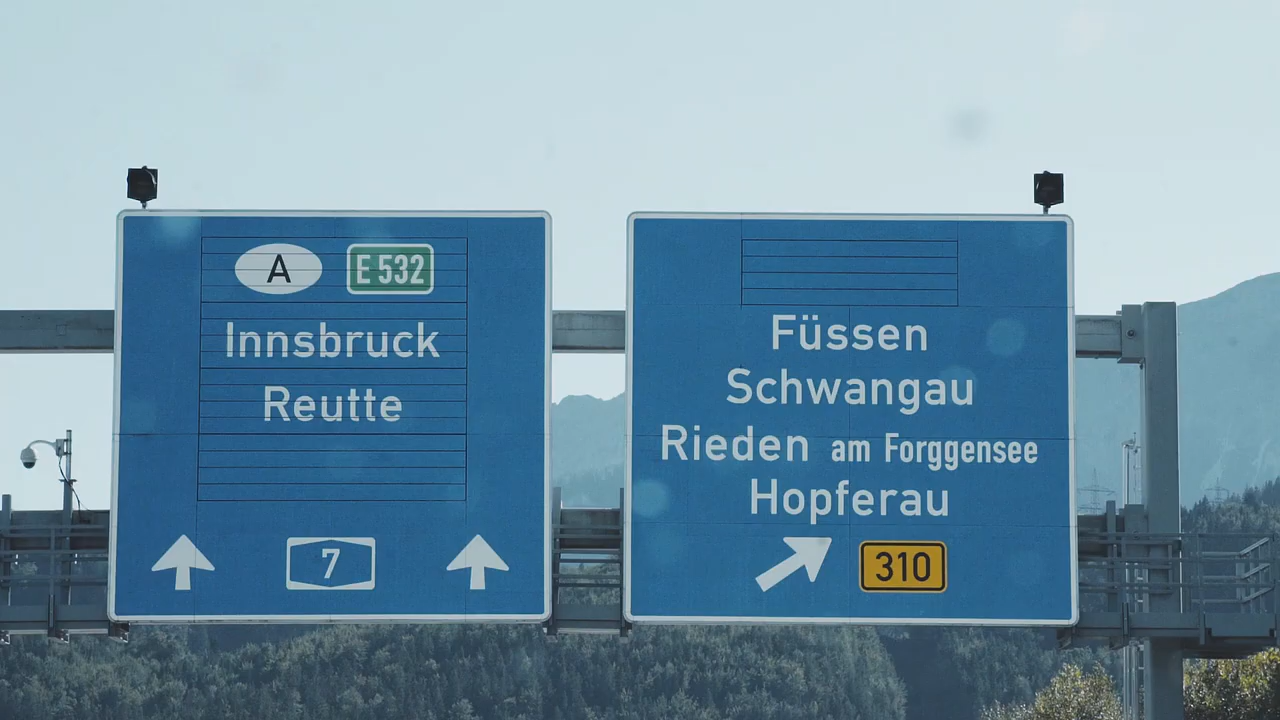 A E 532
Innsbruck
Reutte
7
Füssen
Schwangau
Rieden am Forggensee
Hopferau
310